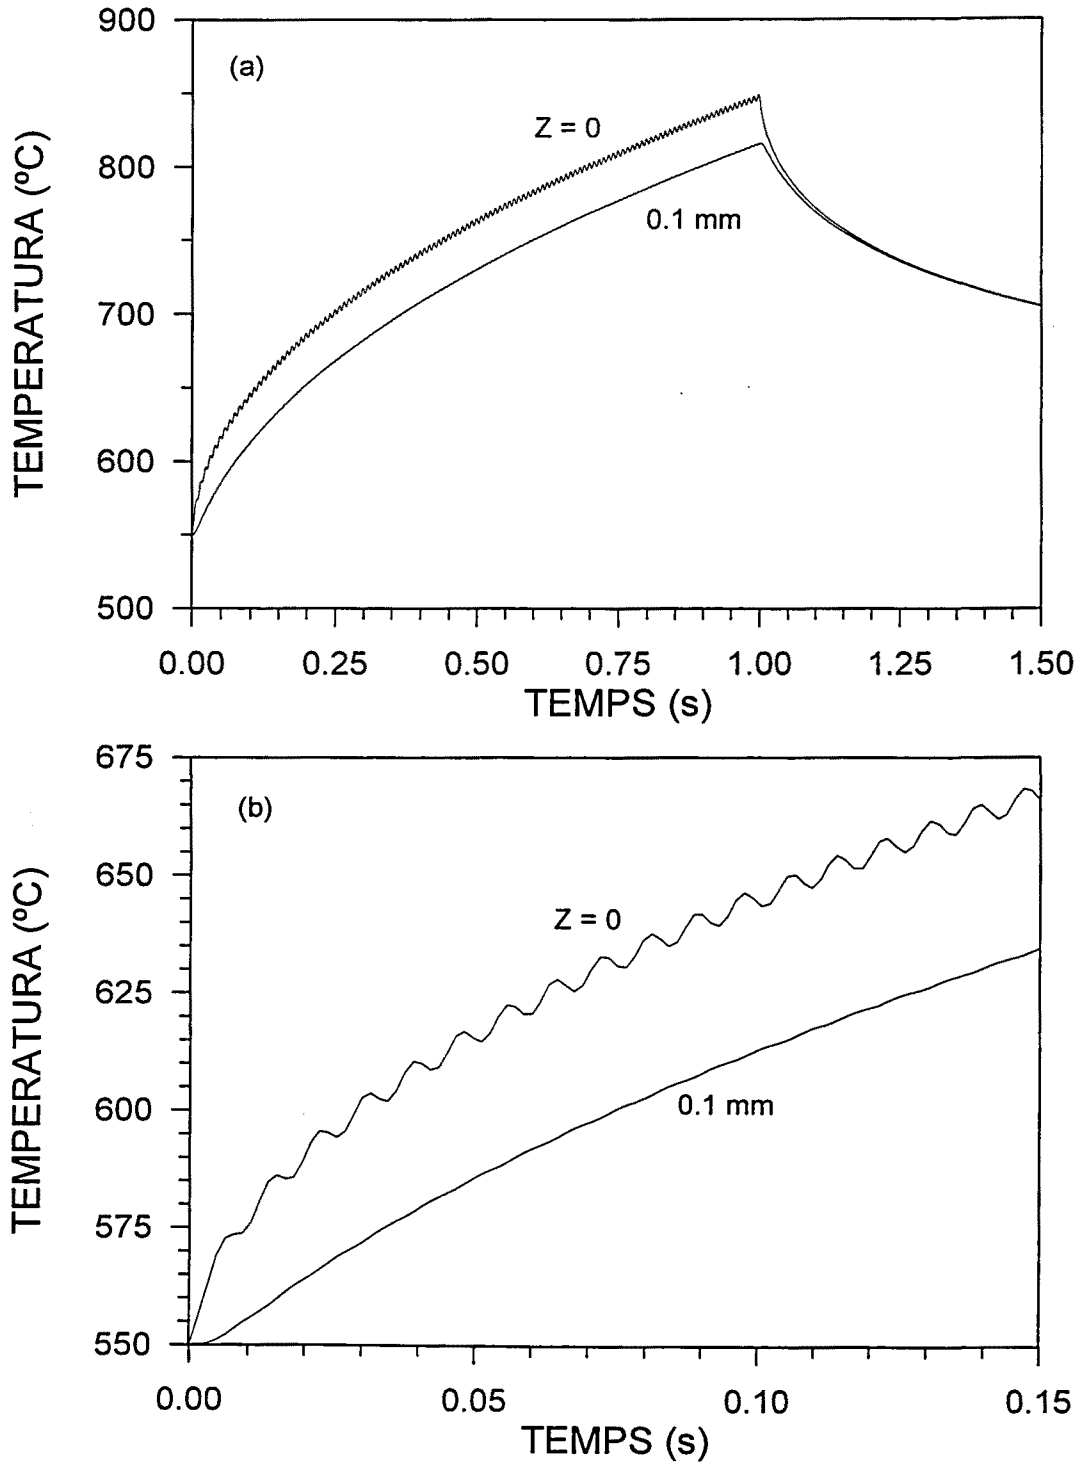 900
(a)
Z = 0
800
0.1 mm
700
600
500
TEMPERATURA (ºC)
0.00 0.25 0.50 0.75 1.00 1.25 1.50
TEMPS (s)
675
(b)
650
Z = 0
625
600
0.1 mm
575
550
TEMPERATURA (ºC)
0.00 0.05 0.10 0.15
TEMPS (s)